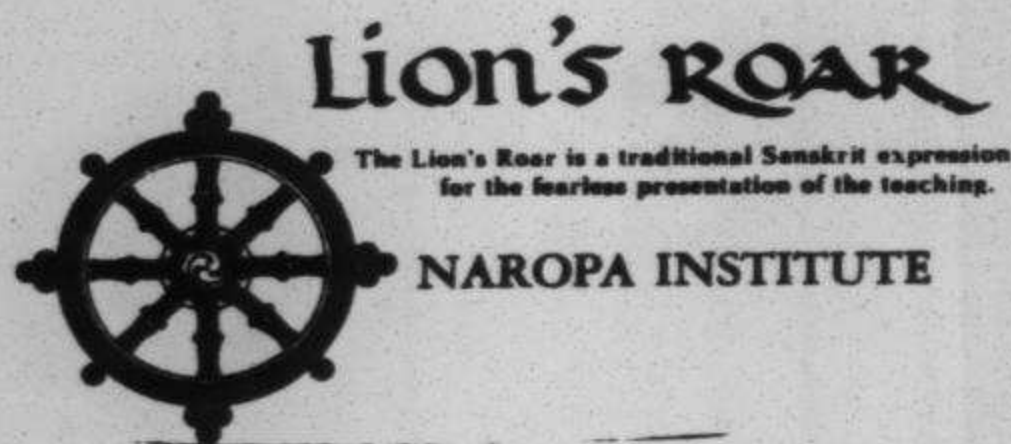 Lion's ROAR
The Lion's Roar is a traditional Sanskrit expression
for the fearless presentation of the teaching.
NAROPA INSTITUTE